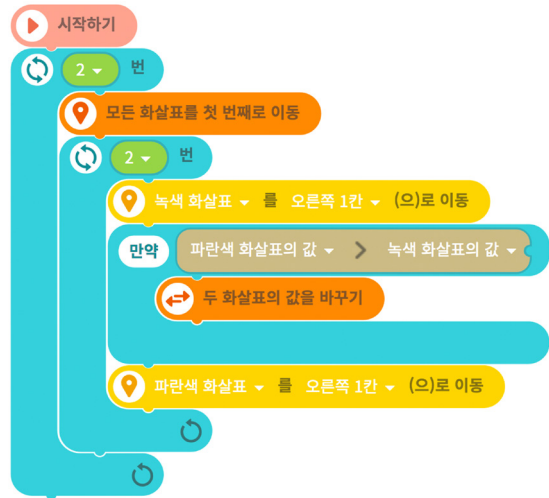 시작하기
2 번
모든 화살표를 첫 번째로 이동
2 번
녹색 화살표 를 오른쪽 1칸 (으)로 이동
만약 파란색 화살표의 값 > 녹색 화살표의 값
두 화살표의 값을 바꾸기
파란색 화살표 를 오른쪽 1칸 (으)로 이동